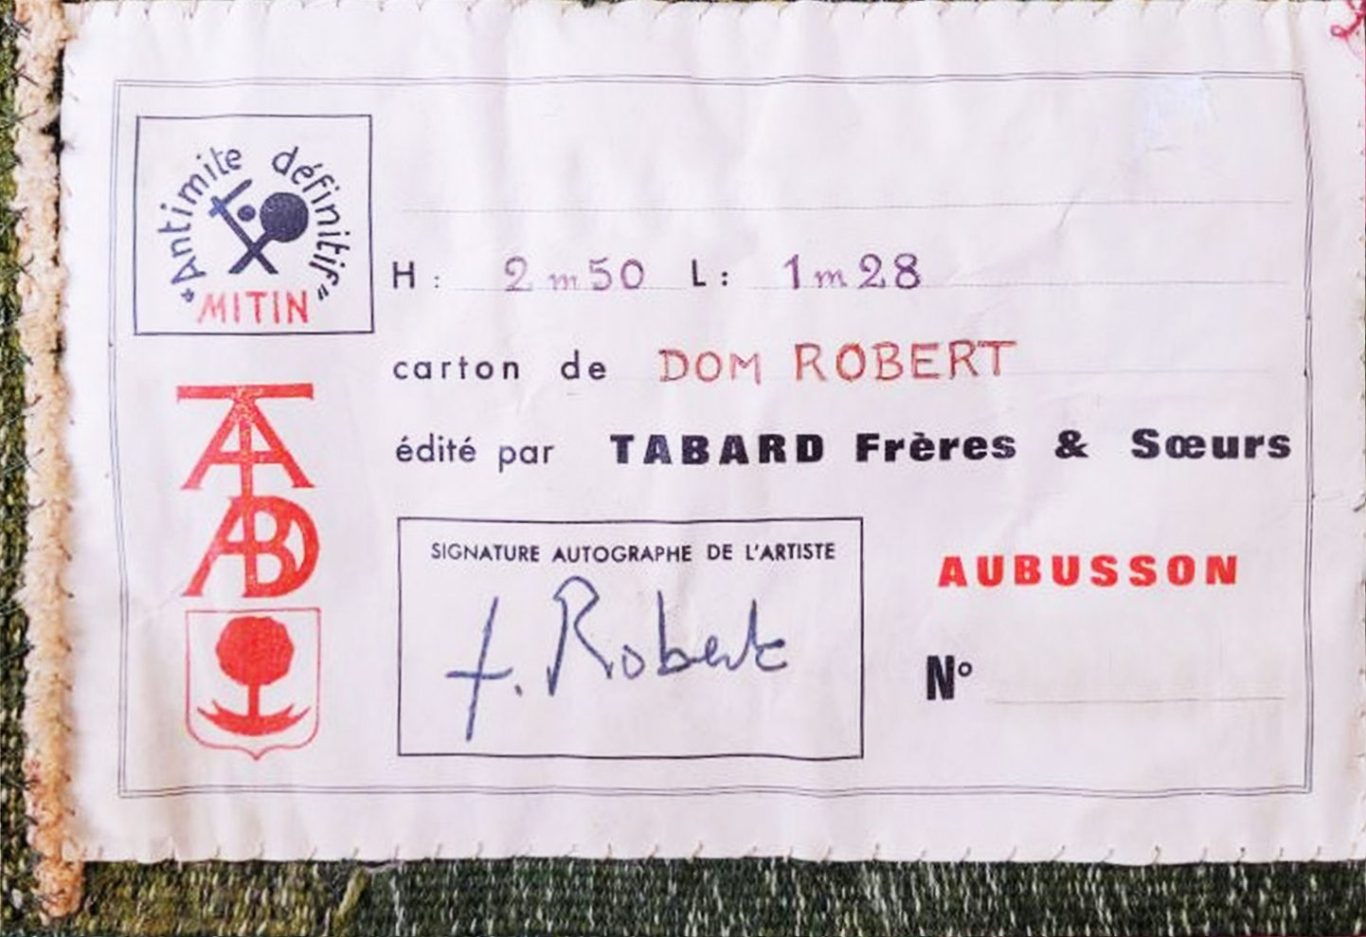 "Antimite définitif"
MITIN
H : 2m50 L : 1m28
carton de DOM ROBERT
édité par TABARD Frères & Sœurs
SIGNATURE AUTOGRAPHE DE L'ARTISTE
AUBUSSON
Robert
N°